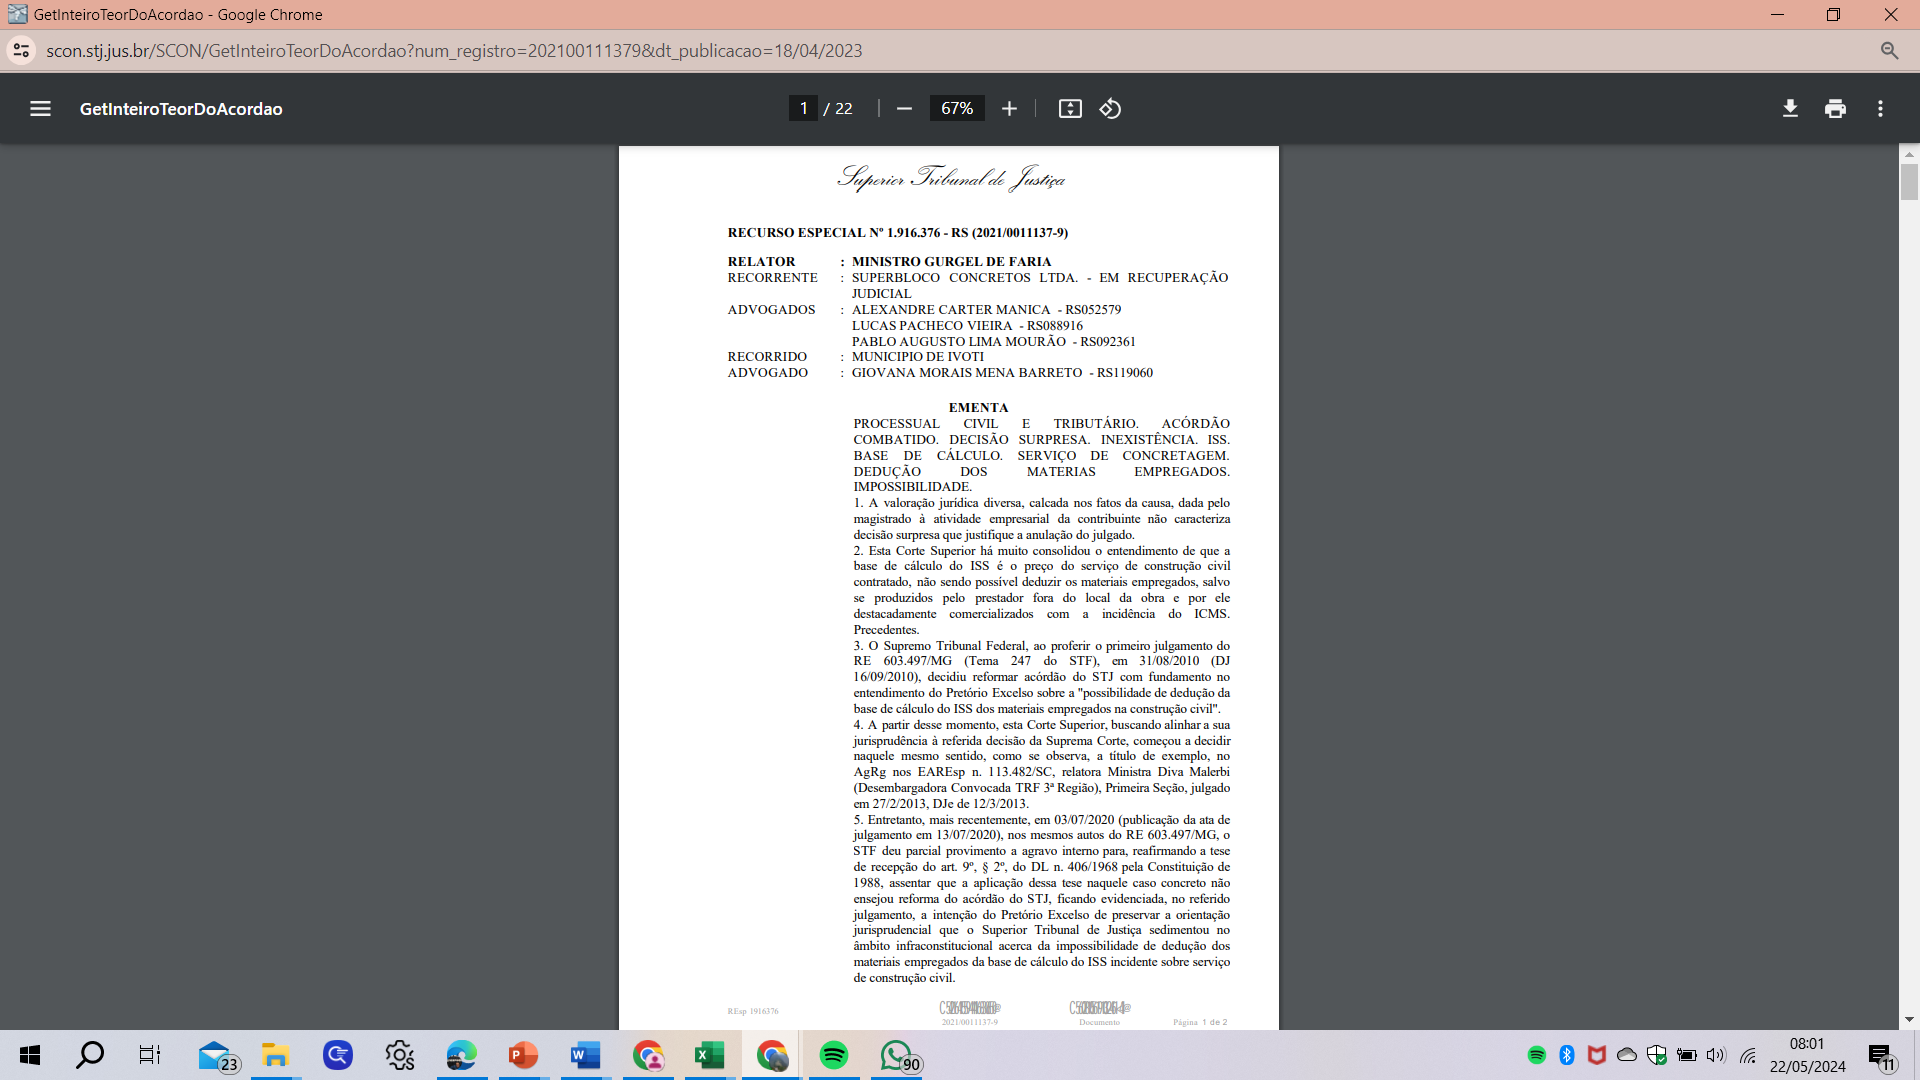 GetInteiroTeorDoAcordao - Google Chrome
scon.stj.jus.br/SCON/GetInteiroTeorDoAcordao?num_registro=202100111379&dt_publicacao=18/04/2023
GetInteiroTeorDoAcordao
1 / 22
67%
Superior Tribunal de Justiça
RECURSO ESPECIAL Nº 1.916.376 - RS (2021/0011137-9)
RELATOR : MINISTRO GURGEL DE FARIA
RECORRENTE : SUPERBLOCO CONCRETOS LTDA. - EM RECUPERAÇÃO
JUDICIAL
ADVOGADOS : ALEXANDRE CARTER MANICA - RS052579
LUCAS PACHECO VIEIRA - RS088916
PABLO AUGUSTO LIMA MOURÃO - RS092361
RECORRIDO : MUNICIPIO DE IVOTI
ADVOGADO : GIOVANA MORAIS MENA BARRETO - RS119060
EMENTA
PROCESSUAL CIVIL E TRIBUTÁRIO. ACÓRDÃO
COMBATIDO. DECISÃO SURPRESA. INEXISTÊNCIA. ISS.
BASE DE CÁLCULO. SERVIÇO DE CONCRETAGEM.
DEDUÇÃO DOS MATERIAS EMPREGADOS.
IMPOSSIBILIDADE.
1. A valoração jurídica diversa, calcada nos fatos da causa, dada pelo
magistrado à atividade empresarial da contribuinte não caracteriza
decisão surpresa que justifique a anulação do julgado.
2. Esta Corte Superior há muito consolidou o entendimento de que a
base de cálculo do ISS é o preço do serviço de construção civil
contratado, não sendo possível deduzir os materiais empregados, salvo
se produzidos pelo prestador fora do local da obra e por ele
destacadamente comercializados com a incidência do ICMS.
Precedentes.
3. O Supremo Tribunal Federal, ao proferir o primeiro julgamento do
RE 603.497/MG (Tema 247 do STF), em 31/08/2010 (DJ
16/09/2010), decidiu reformar acórdão do STJ com fundamento no
entendimento do Pretório Excelso sobre a "possibilidade de dedução da
base de cálculo do ISS dos materiais empregados na construção civil".
4. A partir desse momento, esta Corte Superior, buscando alinhar a sua
jurisprudência à referida decisão da Suprema Corte, começou a decidir
naquele mesmo sentido, como se observa, a título de exemplo, no
AgRg nos EAREsp n. 113.482/SC, relatora Ministra Diva Malerbi
(Desembargadora Convocada TRF 3ª Região), Primeira Seção, julgado
em 27/2/2013, DJe de 12/3/2013.
5. Entretanto, mais recentemente, em 03/07/2020 (publicação da ata de
julgamento em 13/07/2020), nos mesmos autos do RE 603.497/MG, o
STF deu parcial provimento a agravo interno para, reafirmando a tese
de recepção do art. 9º, § 2º, do DL n. 406/1968 pela Constituição de
1988, assentar que a aplicação dessa tese naquele caso concreto não
ensejou reforma do acórdão do STJ, ficando evidenciada, no referido
julgamento, a intenção do Pretório Excelso de preservar a orientação
jurisprudencial que o Superior Tribunal de Justiça sedimentou no
âmbito infraconstitucional acerca da impossibilidade de dedução dos
materiais empregados da base de cálculo do ISS incidente sobre serviço
de construção civil.
REsp 1916376
2021/0011137-9
Documento
Página 1 de 2
23
90
08:01
22/05/2024
11